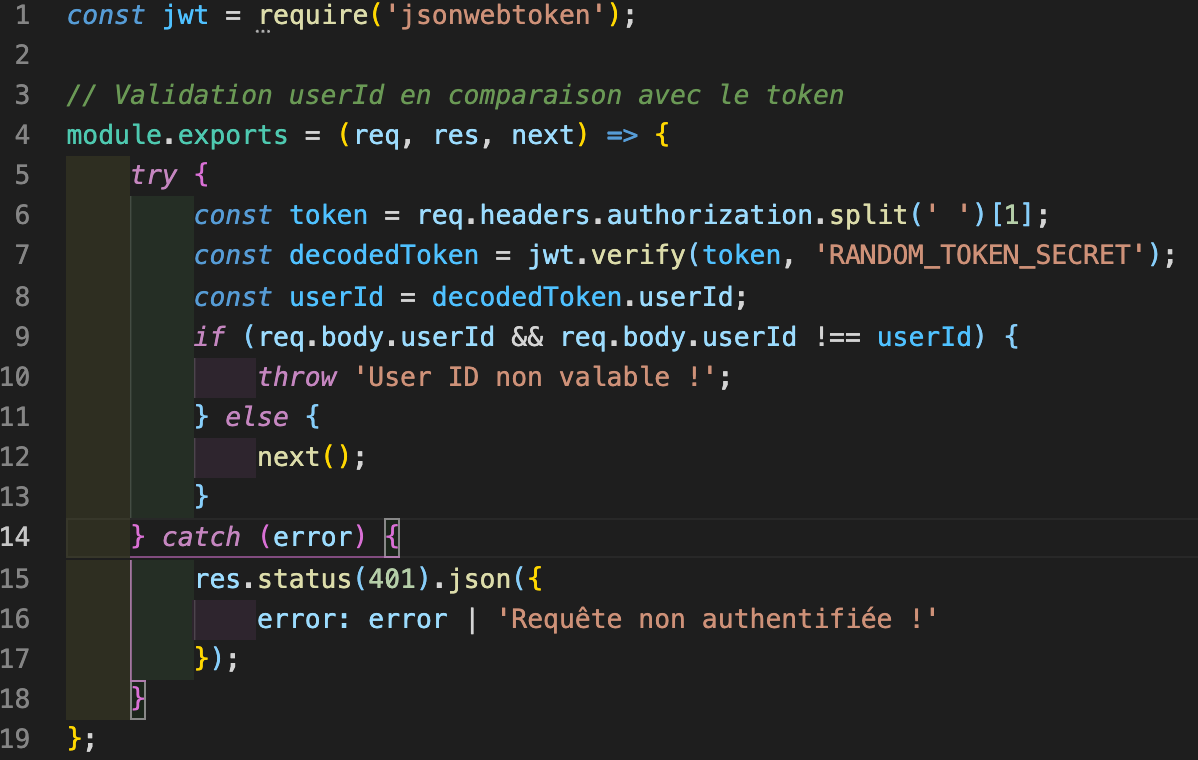 1 const jwt = require('jsonwebtoken');
2
3 // Validation userId en comparaison avec le token
4 module.exports = (req, res, next) => {
5 try {
6 const token = req.headers.authorization.split(' ')[1];
7 const decodedToken = jwt.verify(token, 'RANDOM_TOKEN_SECRET');
8 const userId = decodedToken.userId;
9 if (req.body.userId && req.body.userId !== userId) {
10 throw 'User ID non valable !';
11 } else {
12 next();
13 }
14 } catch (error) {
15 res.status(401).json({
16 error: error | 'Requête non authentifiée !'
17 });
18 }
19 };